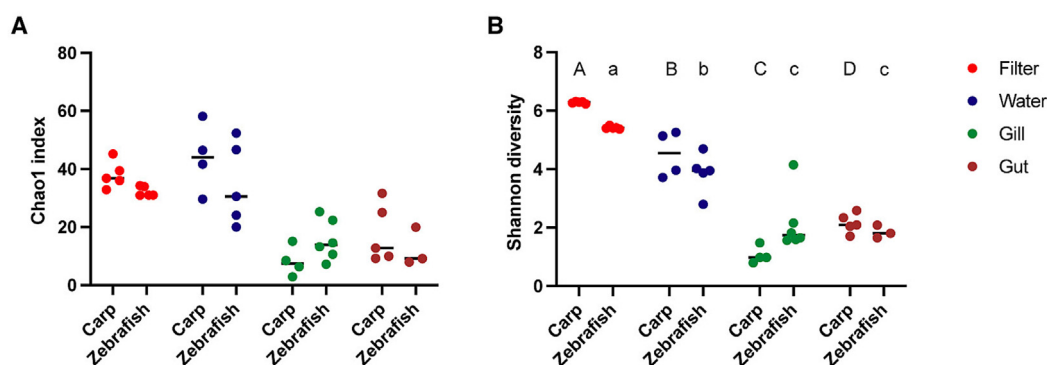 A
Chao1 index
80
60
40
20
0
Carp
Zebrafish
Carp
Zebrafish
Carp
Zebrafish
Carp
Zebrafish
B
Shannon diversity
8
6
4
2
0
A a B b C c D c
Carp
Zebrafish
Carp
Zebrafish
Carp
Zebrafish
Carp
Zebrafish
Filter
Water
Gill
Gut